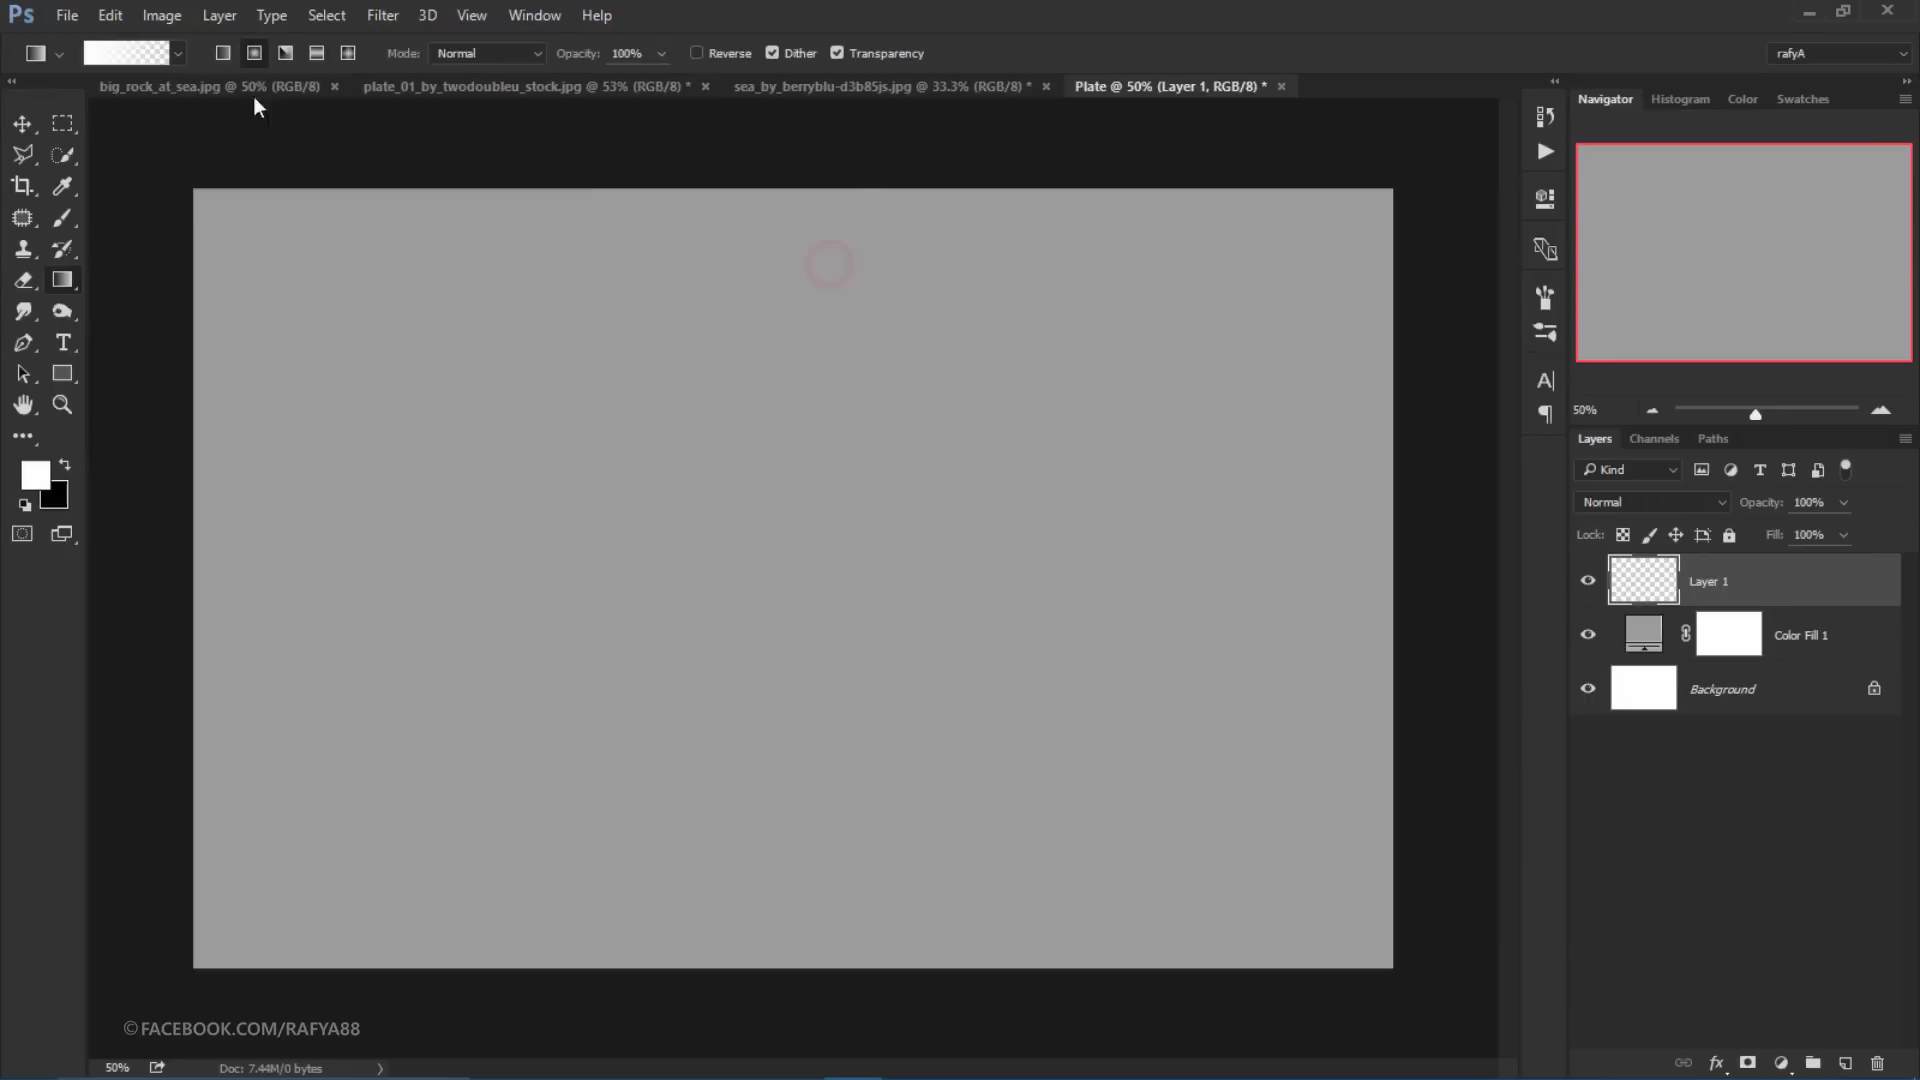 Ps File Edit Image Layer Type Select Filter 3D View Window Help
Mode: Normal Opacity: 100% Reverse Dither Transparency rafyA
big_rock_at_sea.jpg @ 50% (RGB/8) × plate_01_by_twodoubleu_stock.jpg @ 53% (RGB/8) * × sea_by_berryblu-d3b85js.jpg @ 33.3% (RGB/8) * × Plate @ 50% (Layer 1, RGB/8) * ×
Navigator Histogram Color Swatches
50%
Layers Channels Paths
Kind
Normal Opacity: 100%
Lock: Fill: 100%
Layer 1
Color Fill 1
Background
©FACEBOOK.COM/RAFYA88
50% Doc: 7.44M/0 bytes